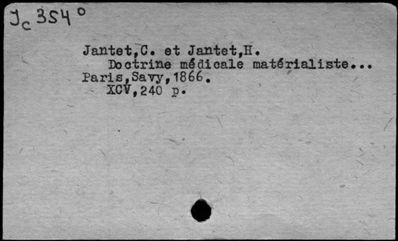 Jc 354°
Jantet,C. et Jantet,H.
Doctrine médicale matérialiste...
Paris,Savy,1866.
XCV,240 p.